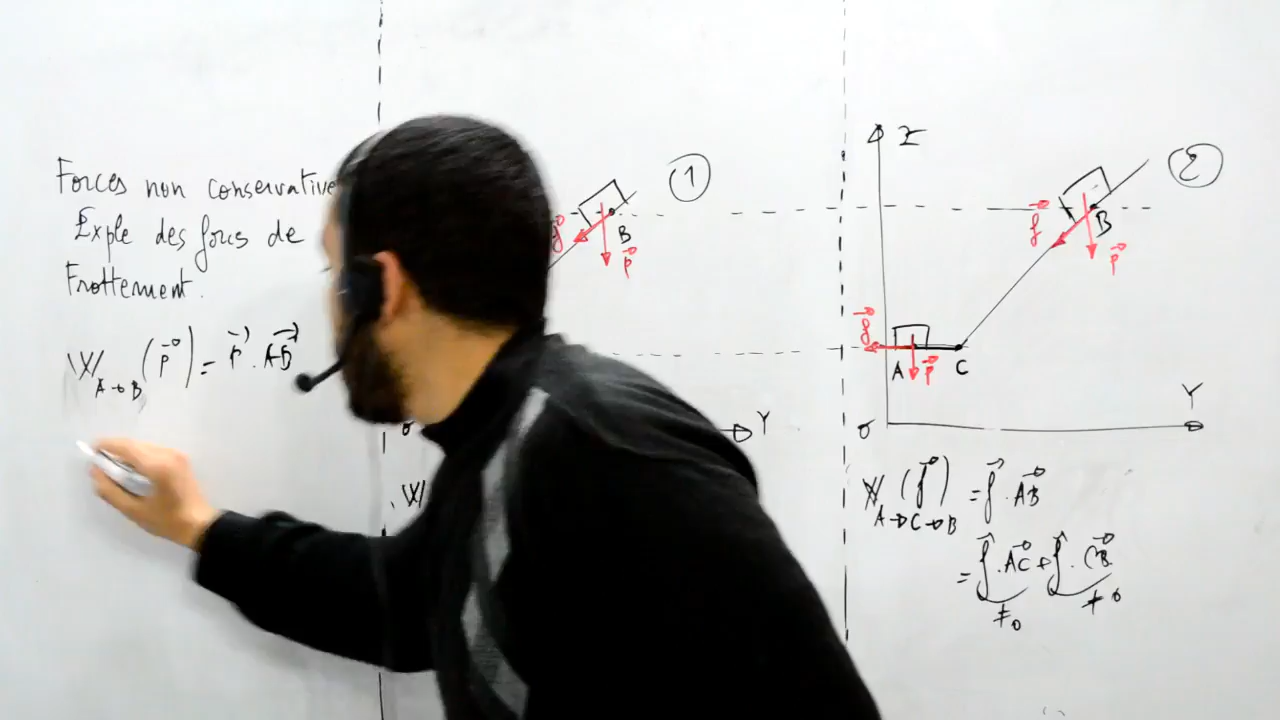 Forces non conservative
Exple des forces de
Frottement.
W A→B (P⃗) = P⃗ . AB⃗
1
f⃗
B
P⃗
Y
O
W
Z
2
f⃗
B
P⃗
f⃗
A
P⃗
C
Y
O
W A→C→B (f⃗) = f⃗ . AB⃗
= f⃗ . AC⃗ + f⃗ . CB⃗
≠0 ≠0